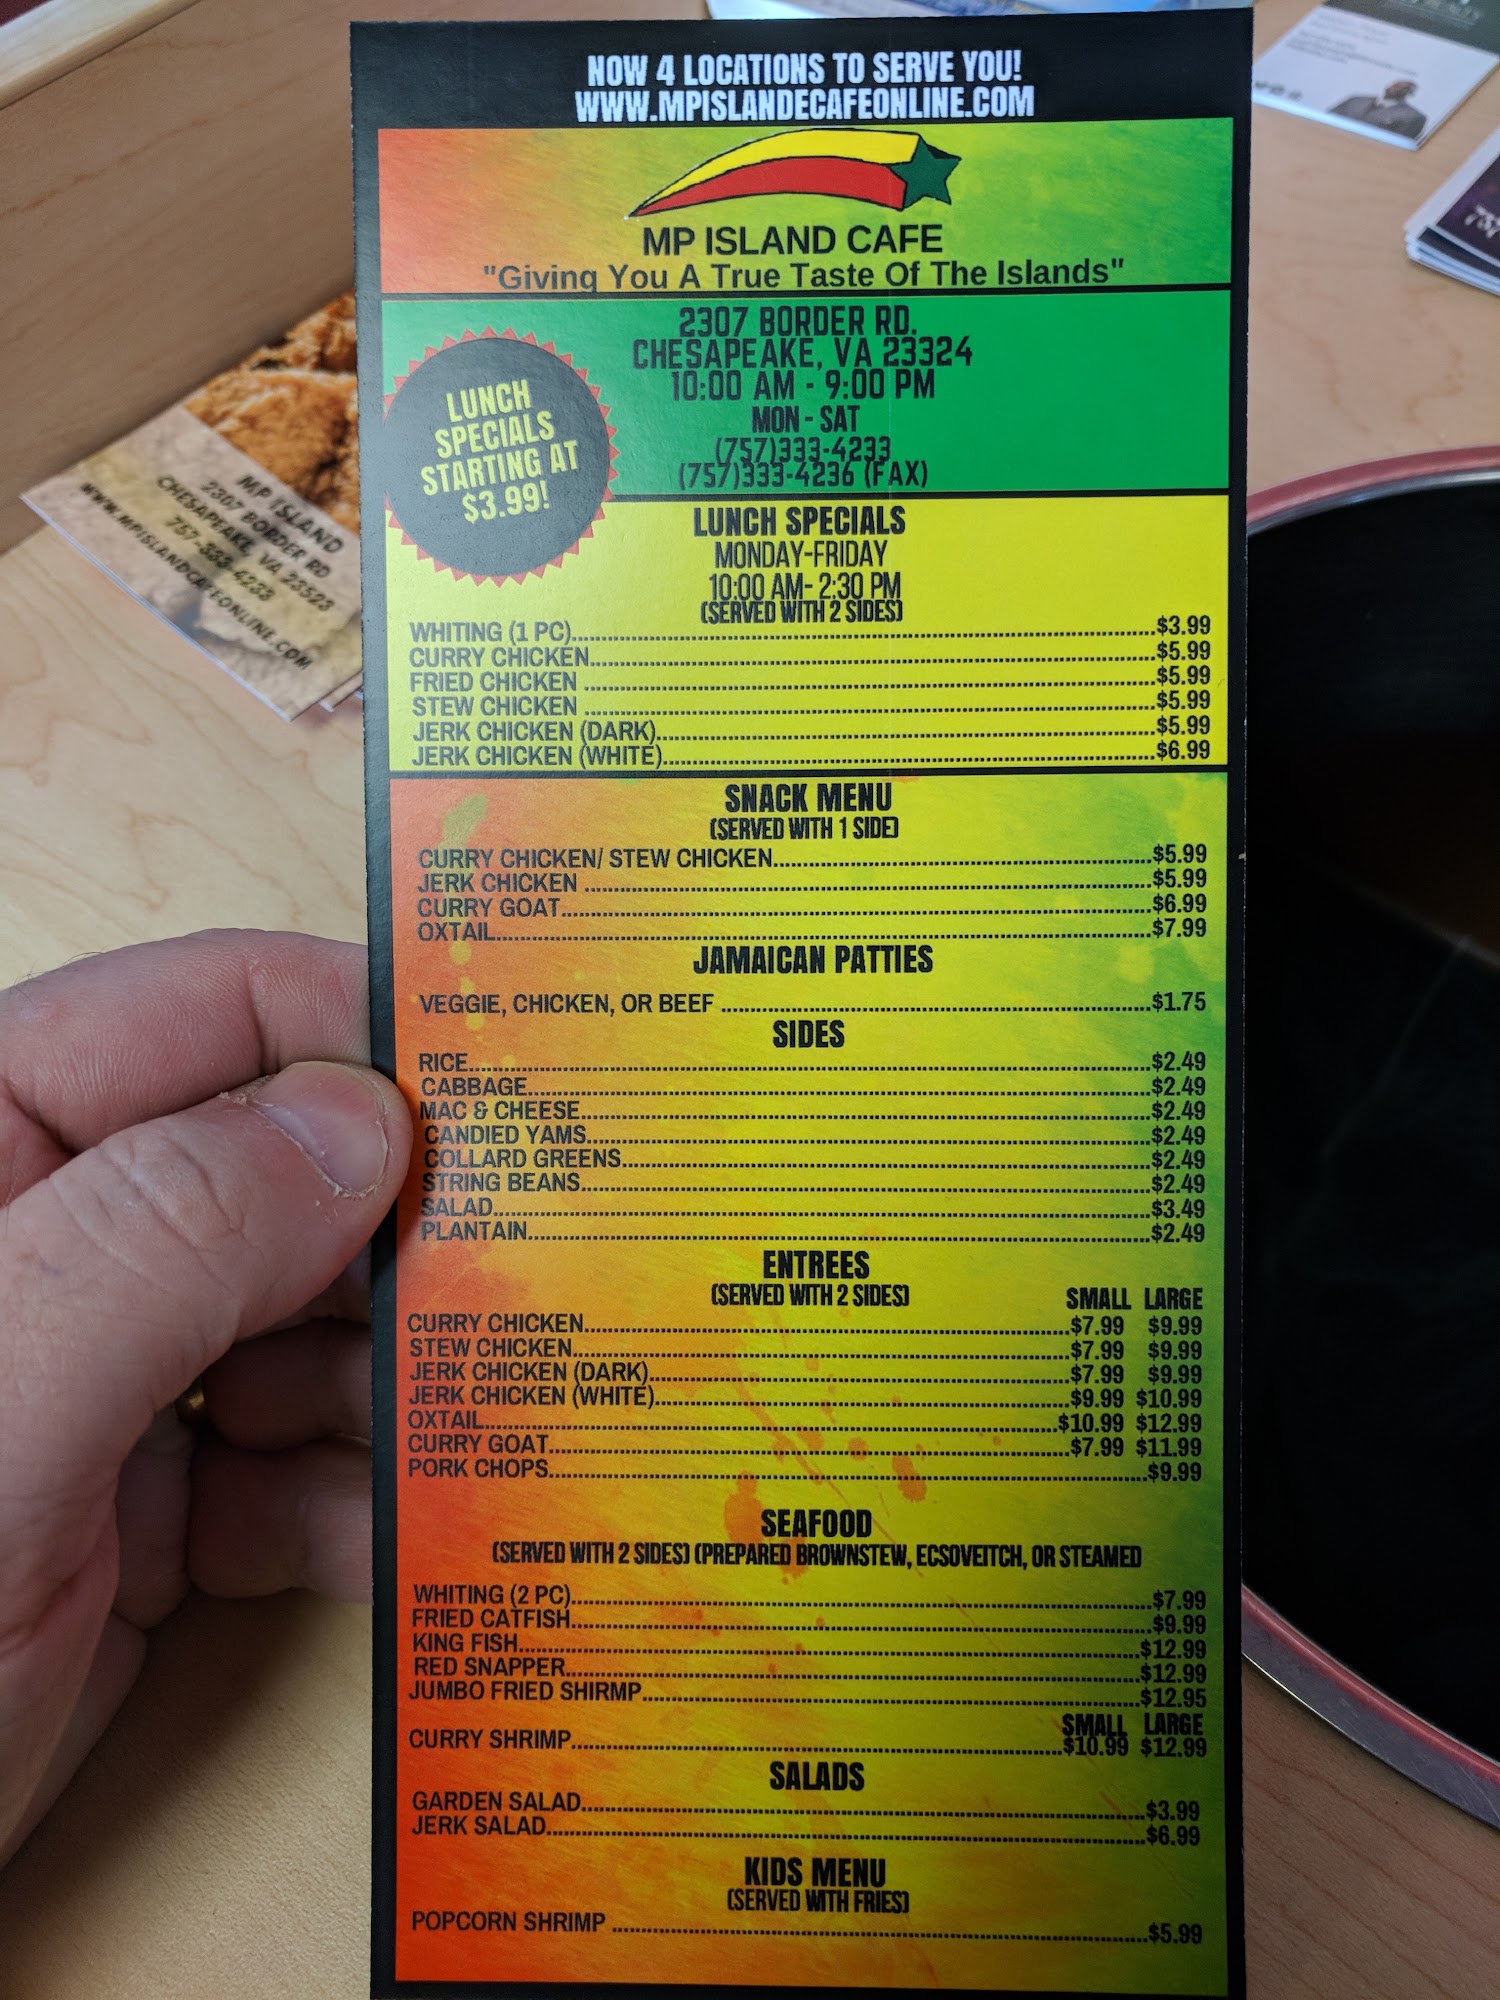 NOW 4 LOCATIONS TO SERVE YOU!
WWW.MPISLANDECAFEONLINE.COM
MP ISLAND CAFE
"Giving You A True Taste Of The Islands"
2307 BORDER RD.
CHESAPEAKE, VA 23324
10:00 AM - 9:00 PM
MON - SAT
(757)333-4233
(757)333-4236 (FAX)
LUNCH
SPECIALS
STARTING AT
$3.99!
LUNCH SPECIALS
MONDAY-FRIDAY
10:00 AM- 2:30 PM
(SERVED WITH 2 SIDES)
WHITING (1 PC) $3.99
CURRY CHICKEN $5.99
FRIED CHICKEN $5.99
STEW CHICKEN $5.99
JERK CHICKEN (DARK) $5.99
JERK CHICKEN (WHITE) $6.99
SNACK MENU
(SERVED WITH 1 SIDE)
CURRY CHICKEN/ STEW CHICKEN $5.99
JERK CHICKEN $5.99
CURRY GOAT $6.99
OXTAIL $7.99
JAMAICAN PATTIES
VEGGIE, CHICKEN, OR BEEF $1.75
SIDES
RICE $2.49
CABBAGE $2.49
MAC & CHEESE $2.49
CANDIED YAMS $2.49
COLLARD GREENS $2.49
STRING BEANS $2.49
SALAD $3.49
PLANTAIN $2.49
ENTREES
(SERVED WITH 2 SIDES)
SMALL LARGE
CURRY CHICKEN $7.99 $9.99
STEW CHICKEN $7.99 $9.99
JERK CHICKEN (DARK) $7.99 $9.99
JERK CHICKEN (WHITE) $9.99 $10.99
OXTAIL $10.99 $12.99
CURRY GOAT $7.99 $11.99
PORK CHOPS $9.99
SEAFOOD
(SERVED WITH 2 SIDES) (PREPARED BROWNSTEW, ECSOVEITCH, OR STEAMED
WHITING (2 PC) $7.99
FRIED CATFISH $9.99
KING FISH $12.99
RED SNAPPER $12.99
JUMBO FRIED SHIRMP $12.95
SMALL LARGE
CURRY SHRIMP $10.99 $12.99
SALADS
GARDEN SALAD $3.99
JERK SALAD $6.99
KIDS MENU
(SERVED WITH FRIES)
POPCORN SHRIMP $5.99
MP ISLAND
2307 BORDER RD
CHESAPEAKE, VA 23523
757-333-4233
WWW.MPISLANDCAFEONLINE.COM